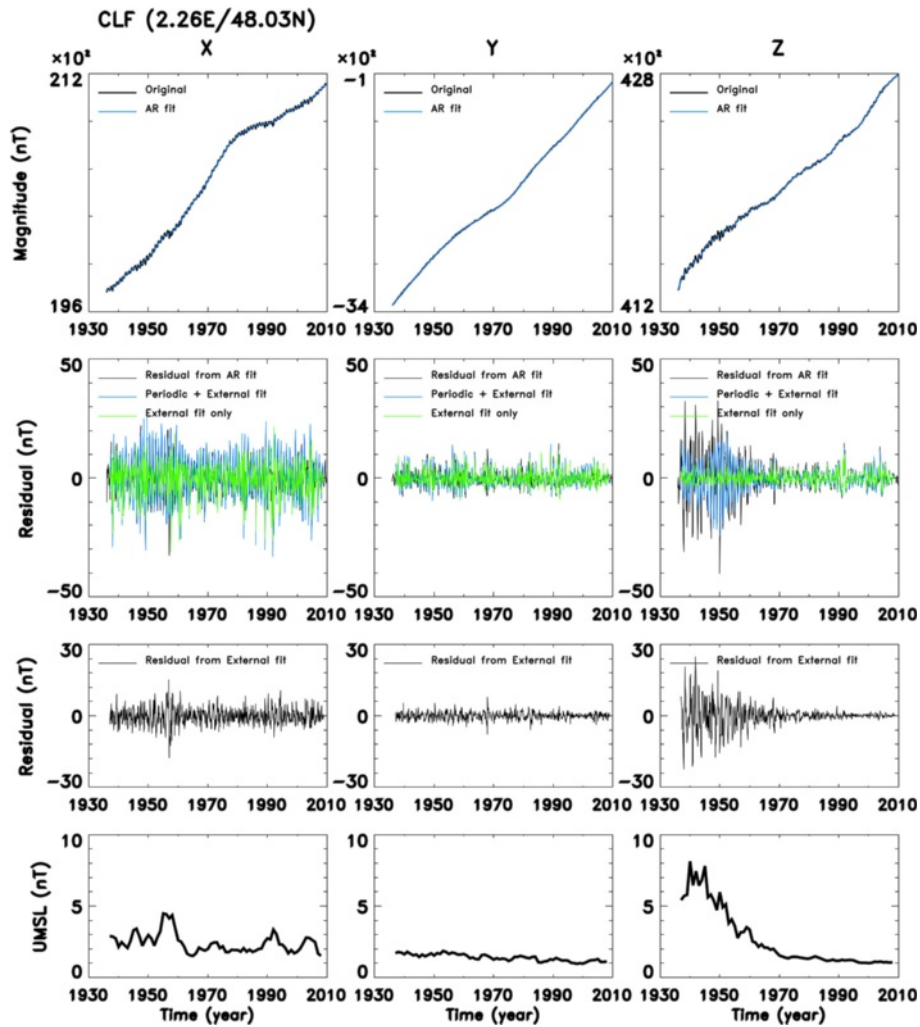 CLF (2.26E/48.03N)
X Y Z
×10² ×10² ×10²
212 -1 428
Original Original Original
AR fit AR fit AR fit
Magnitude (nT)
196 -34 412
1930 1950 1970 1990 2010 1930 1950 1970 1990 2010 1930 1950 1970 1990 2010
50 50 50
Residual from AR fit Residual from AR fit Residual from AR fit
Periodic + External fit Periodic + External fit Periodic + External fit
External fit only External fit only External fit only
Residual (nT)
0 0 0
-50 -50 -50
1930 1950 1970 1990 2010 1930 1950 1970 1990 2010 1930 1950 1970 1990 2010
30 30 30
Residual from External fit Residual from External fit Residual from External fit
Residual (nT)
0 0 0
-30 -30 -30
1930 1950 1970 1990 2010 1930 1950 1970 1990 2010 1930 1950 1970 1990 2010
10 10 10
UMSL (nT)
5 5 5
0 0 0
1930 1950 1970 1990 2010 1930 1950 1970 1990 2010 1930 1950 1970 1990 2010
Time (year) Time (year) Time (year)